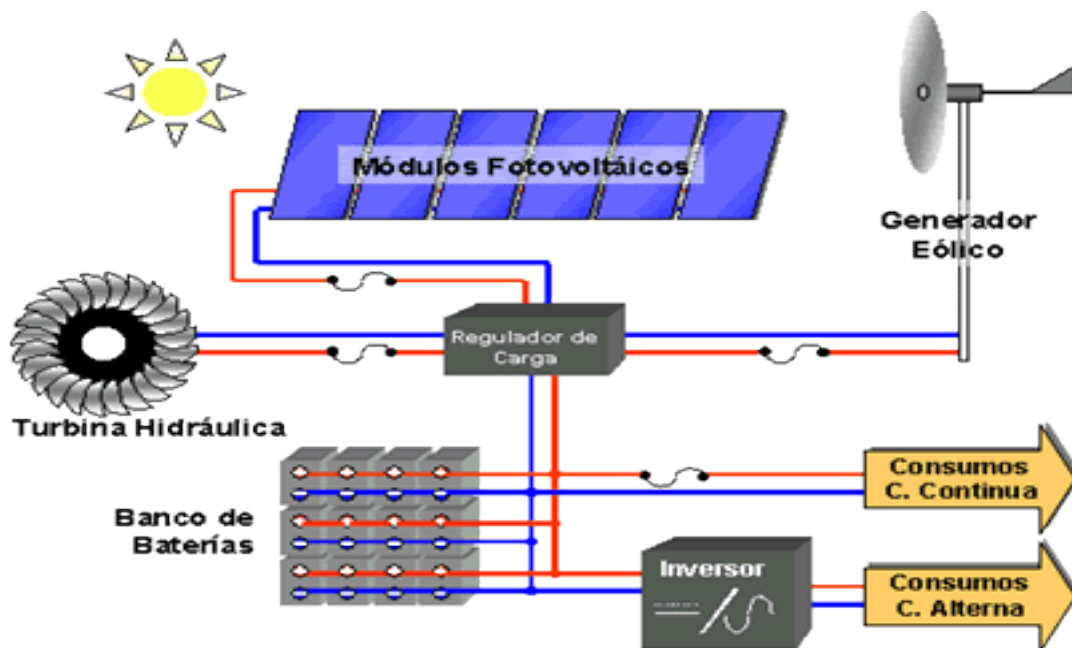 Módulos Fotovoltáicos
Generador
Eólico
Regulador de
Carga
Turbina Hidráulica
Banco de
Baterías
Consumos
C. Continua
Inversor
Consumos
C. Alterna